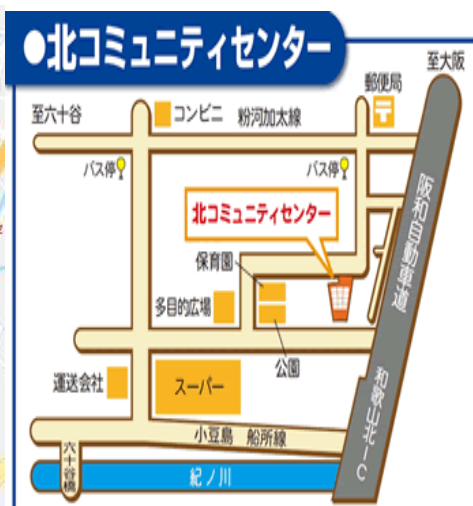 ●北コミュニティセンター
至大阪
郵便局
至六十谷
コンビニ
粉河加太線
バス停
バス停
阪和自動車道
北コミュニティセンター
保育園
多目的広場
公園
運送会社
スーパー
和歌山北IC
小豆島 船所線
六十谷橋
紀ノ川